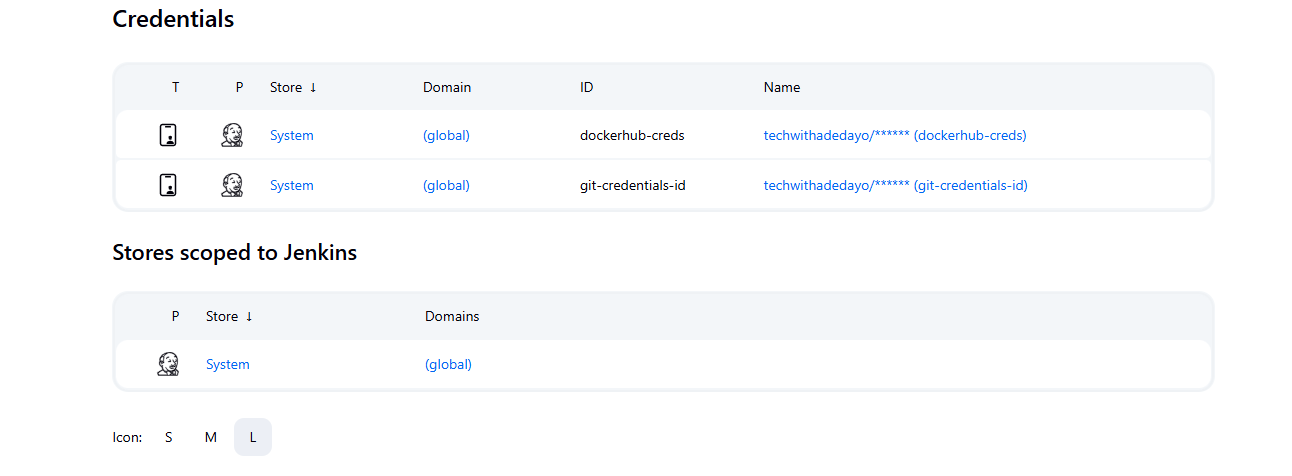 Credentials
T P Store ↓ Domain ID Name
System (global) dockerhub-creds techwithadedayo/****** (dockerhub-creds)
System (global) git-credentials-id techwithadedayo/****** (git-credentials-id)
Stores scoped to Jenkins
P Store ↓ Domains
System (global)
Icon: S M L